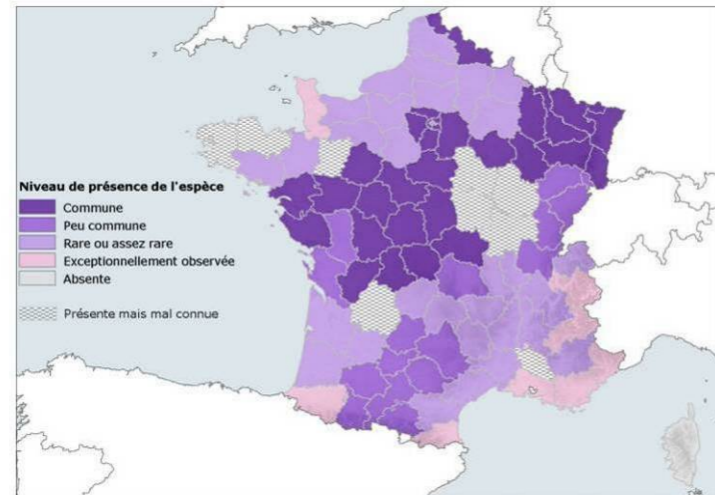 Niveau de présence de l'espèce
Commune
Peu commune
Rare ou assez rare
Exceptionnellement observée
Absente
Présente mais mal connue